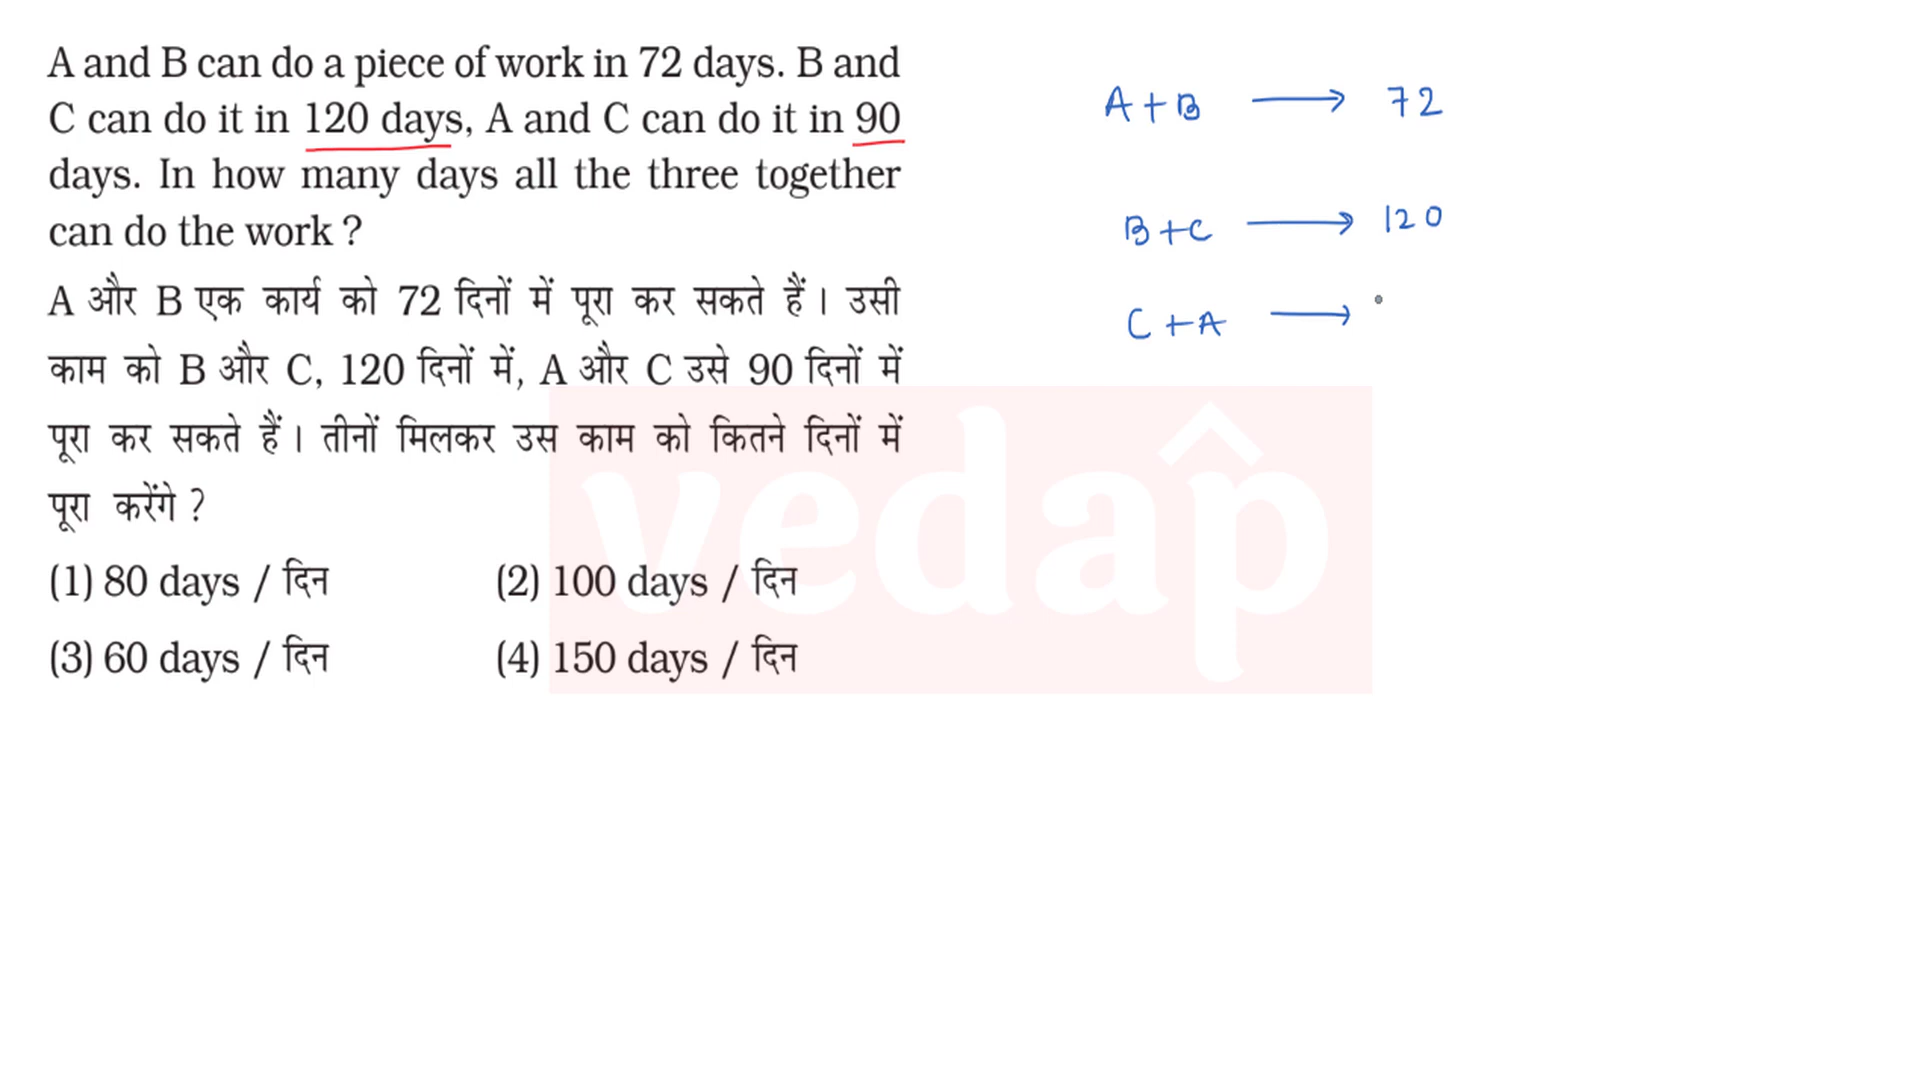 A and B can do a piece of work in 72 days. B and
C can do it in 120 days, A and C can do it in 90
days. In how many days all the three together
can do the work ?
A और B एक कार्य को 72 दिनों में पूरा कर सकते हैं। उसी
काम को B और C, 120 दिनों में, A और C उसे 90 दिनों में
पूरा कर सकते हैं। तीनों मिलकर उस काम को कितने दिनों में
पूरा करेंगे ?
(1) 80 days / दिन (2) 100 days / दिन
(3) 60 days / दिन (4) 150 days / दिन
A+B ⟶ 72
B+C ⟶ 120
C+A ⟶
vedap